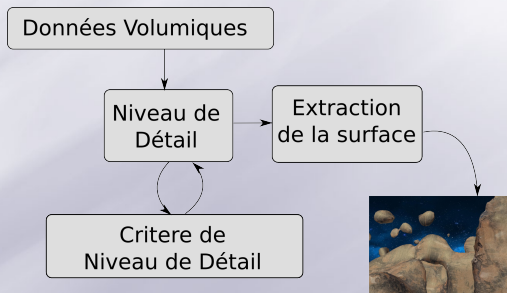 Données Volumiques
Niveau de
Détail
Extraction
de la surface
Critere de
Niveau de Détail